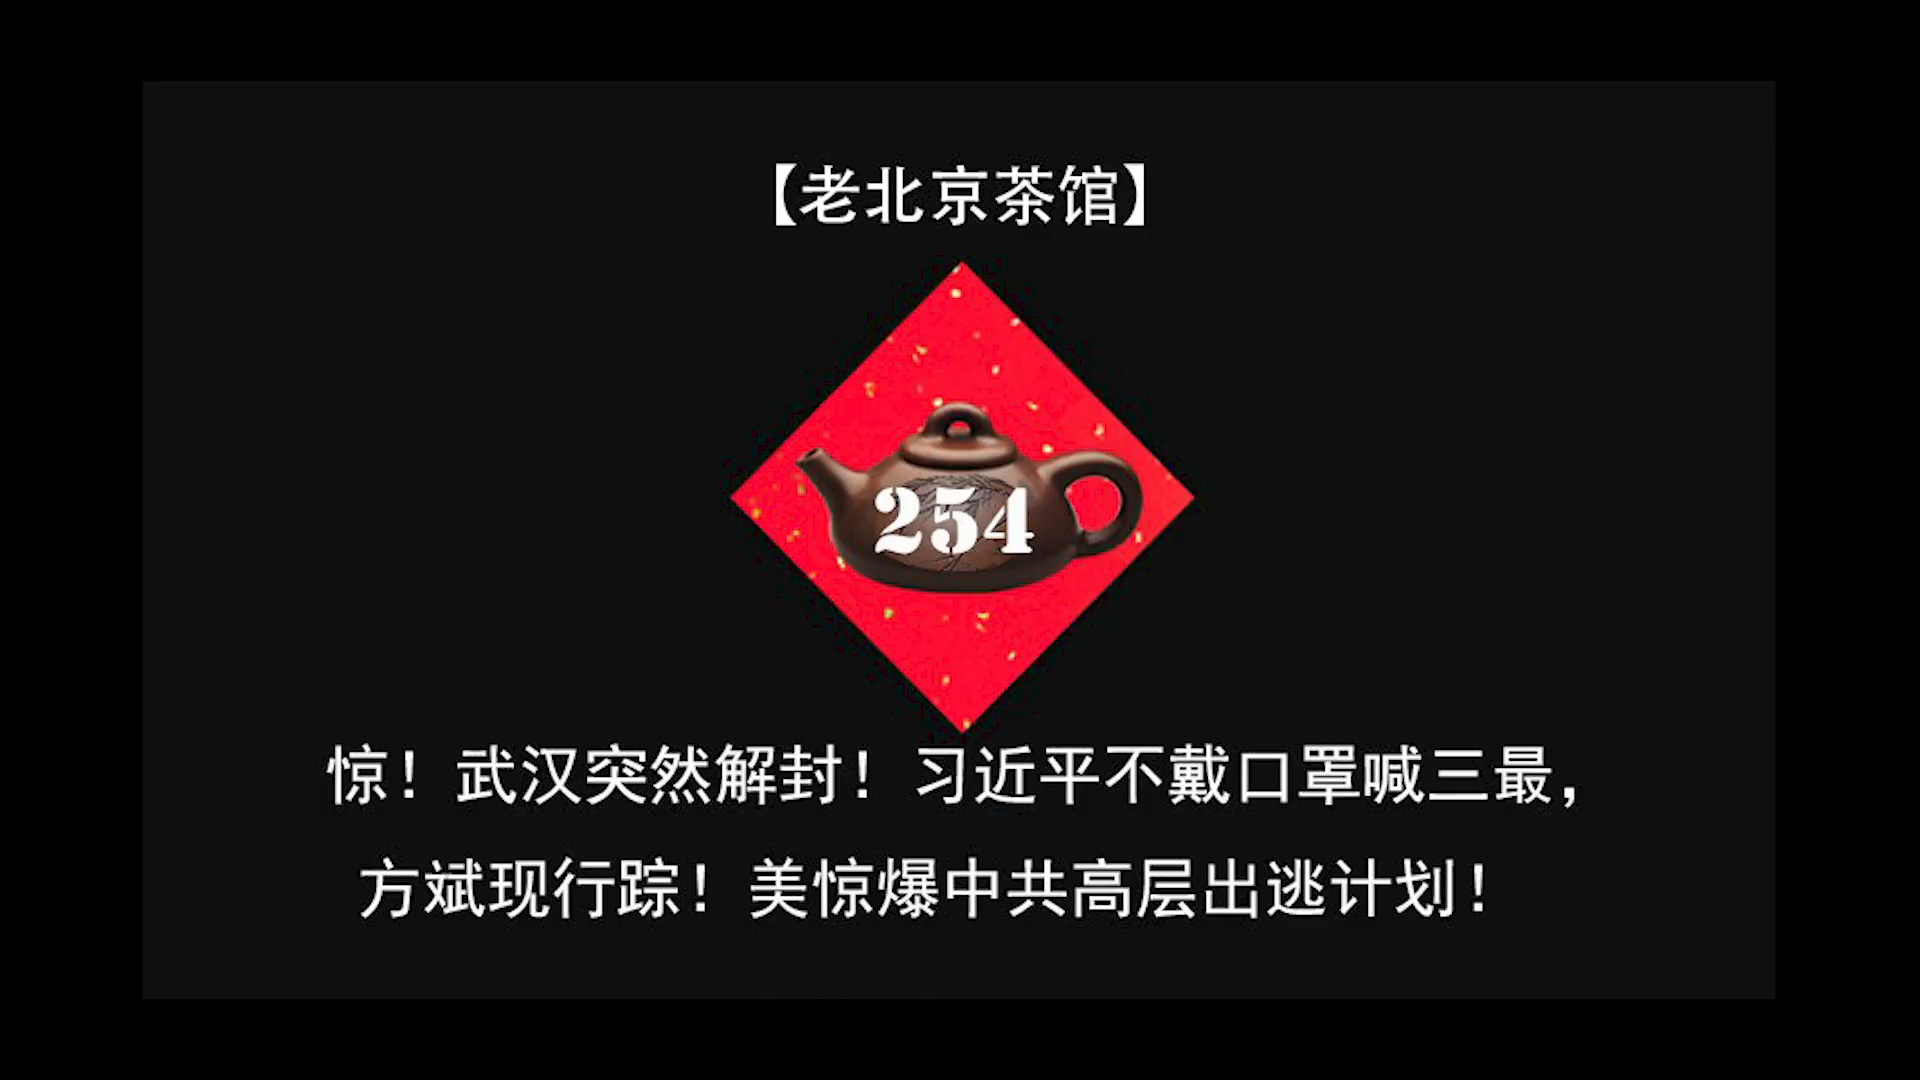 【老北京茶馆】
254
惊！武汉突然解封！习近平不戴口罩喊三最，
方斌现行踪！美惊爆中共高层出逃计划！